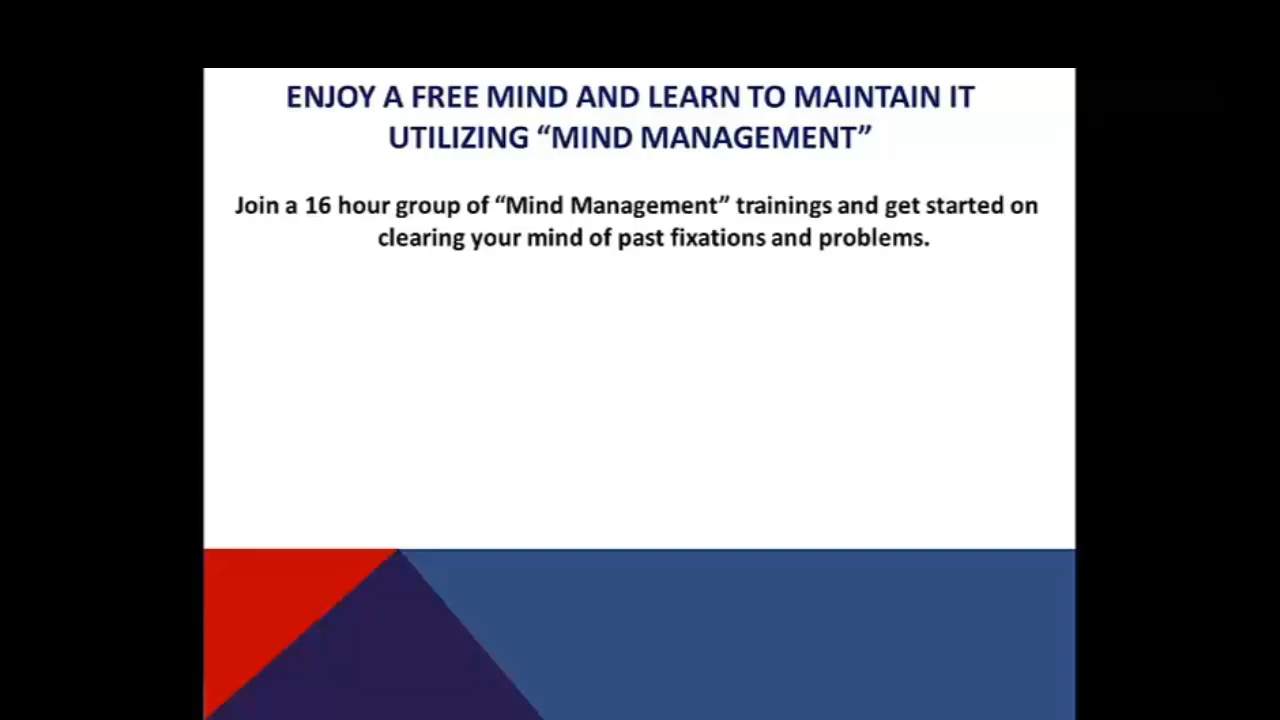 ENJOY A FREE MIND AND LEARN TO MAINTAIN IT
UTILIZING “MIND MANAGEMENT”
Join a 16 hour group of “Mind Management” trainings and get started on
clearing your mind of past fixations and problems.